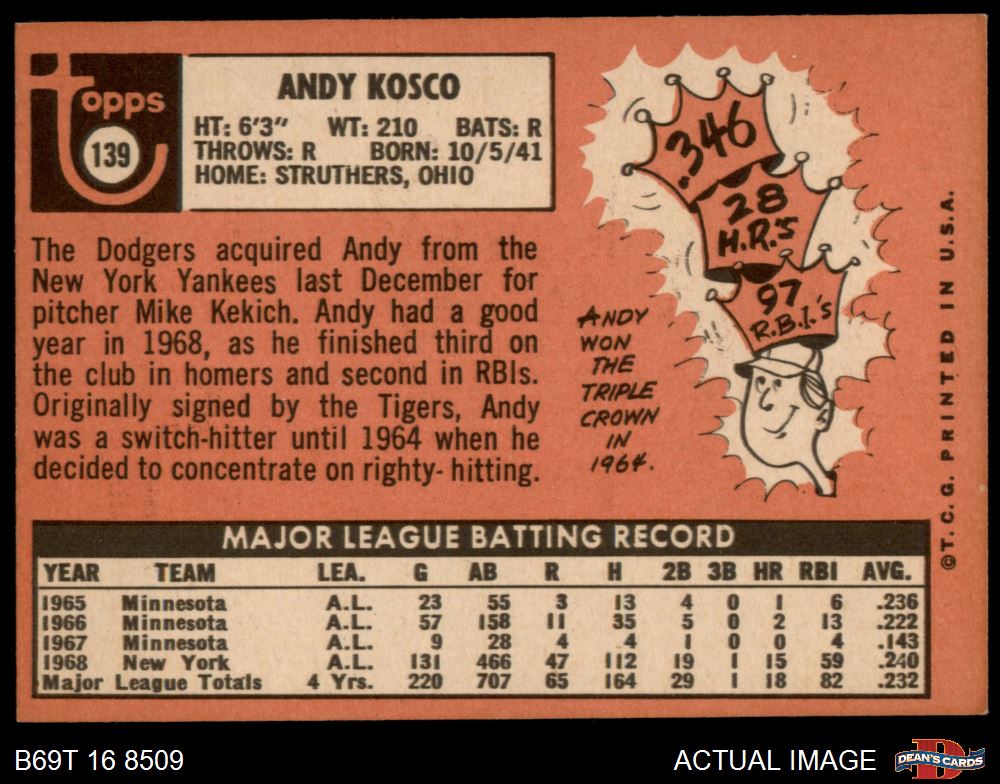 Topps
139
ANDY KOSCO
HT: 6'3" WT: 210 BATS: R
THROWS: R BORN: 10/5/41
HOME: STRUTHERS, OHIO
The Dodgers acquired Andy from the
New York Yankees last December for
pitcher Mike Kekich. Andy had a good
year in 1968, as he finished third on
the club in homers and second in RBIs.
Originally signed by the Tigers, Andy
was a switch-hitter until 1964 when he
decided to concentrate on righty- hitting.
.346
28
H.R.'S
97
R.B.I.'s
ANDY
WON
THE
TRIPLE
CROWN
IN
1964.
©T.C.G. PRINTED IN U.S.A.
MAJOR LEAGUE BATTING RECORD
YEAR TEAM LEA. G AB R H 2B 3B HR RBI AVG.
1965 Minnesota A.L. 23 55 3 13 4 0 1 6 .236
1966 Minnesota A.L. 57 158 11 35 5 0 2 13 .222
1967 Minnesota A.L. 9 28 4 4 1 0 0 4 .143
1968 New York A.L. 131 466 47 112 19 1 15 59 .240
Major League Totals 4 Yrs. 220 707 65 164 29 1 18 82 .232
B69T 16 8509
ACTUAL IMAGE
D
DEAN'S CARDS